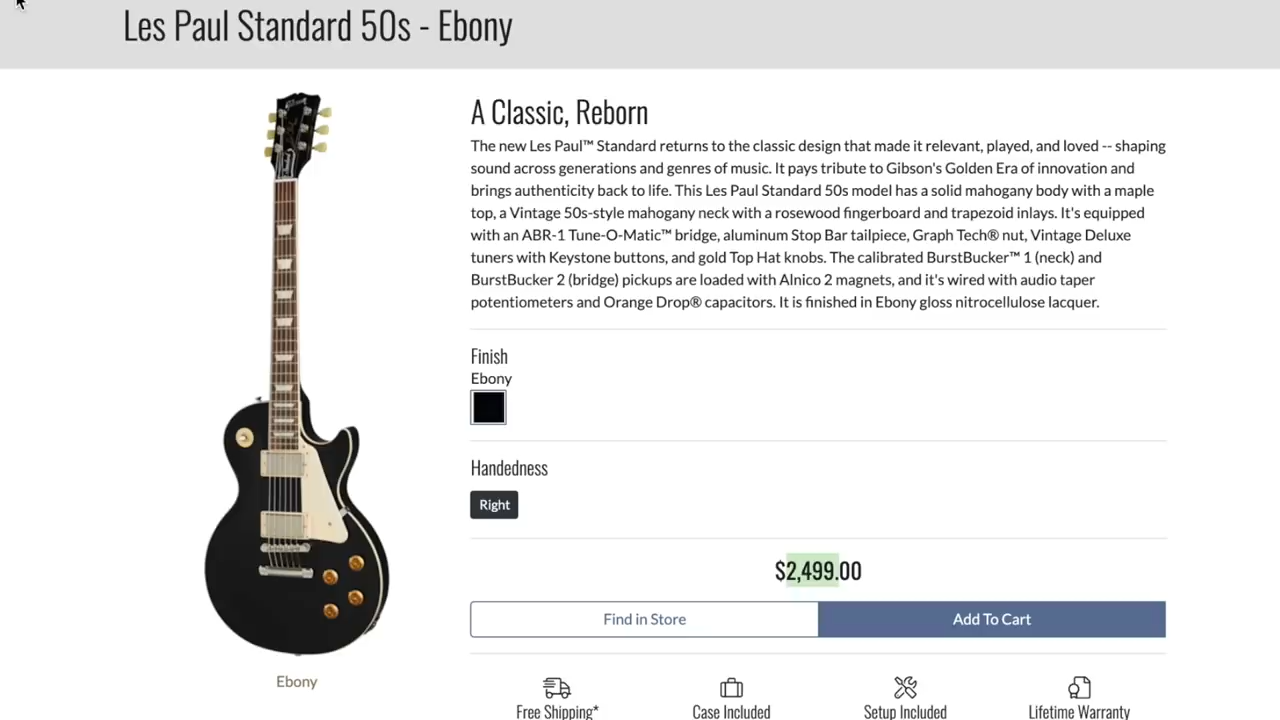 Les Paul Standard 50s - Ebony
A Classic, Reborn
The new Les Paul™ Standard returns to the classic design that made it relevant, played, and loved -- shaping
sound across generations and genres of music. It pays tribute to Gibson's Golden Era of innovation and
brings authenticity back to life. This Les Paul Standard 50s model has a solid mahogany body with a maple
top, a Vintage 50s-style mahogany neck with a rosewood fingerboard and trapezoid inlays. It's equipped
with an ABR-1 Tune-O-Matic™ bridge, aluminum Stop Bar tailpiece, Graph Tech® nut, Vintage Deluxe
tuners with Keystone buttons, and gold Top Hat knobs. The calibrated BurstBucker™ 1 (neck) and
BurstBucker 2 (bridge) pickups are loaded with Alnico 2 magnets, and it's wired with audio taper
potentiometers and Orange Drop® capacitors. It is finished in Ebony gloss nitrocellulose lacquer.
Finish
Ebony
Handedness
Right
$2,499.00
Find in Store
Add To Cart
Ebony
Free Shipping*
Case Included
Setup Included
Lifetime Warranty